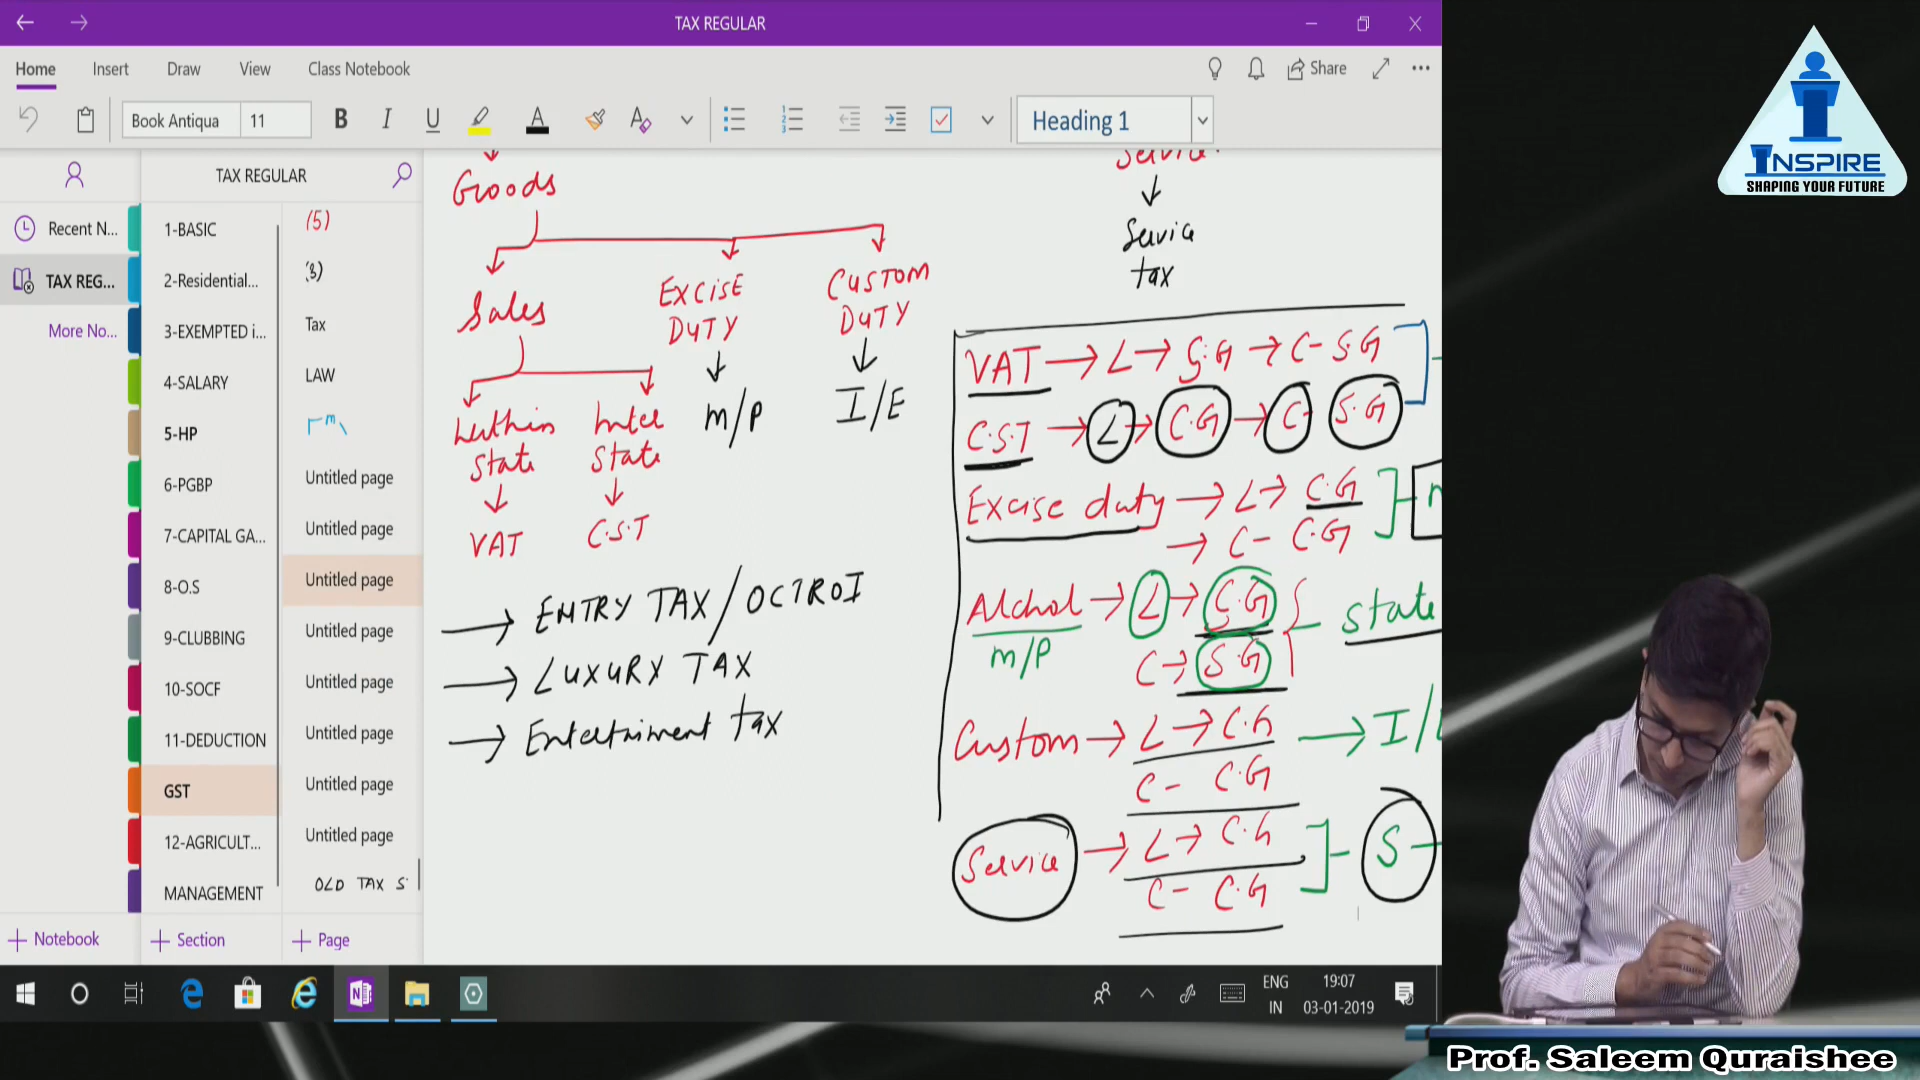 TAX REGULAR
Home Insert Draw View Class Notebook
Share
Book Antiqua 11 B I U A Heading 1
TAX REGULAR
Recent N...
TAX REG...
More No...
1-BASIC
2-Residential...
3-EXEMPTED i...
4-SALARY
5-HP
6-PGBP
7-CAPITAL GA...
8-O.S
9-CLUBBING
10-SOCF
11-DEDUCTION
GST
12-AGRICULT...
MANAGEMENT
(5)
(3)
Tax
LAW
Untitled page
Untitled page
Untitled page
Untitled page
Untitled page
Untitled page
Untitled page
Untitled page
OLD TAX S
+ Notebook
+ Section
+ Page
Goods
Sales
EXCISE
DUTY
CUSTOM
DUTY
M/P
I/E
Within
State
Inter
State
VAT
C.S.T
→ ENTRY TAX/OCTROI
→ LUXURY TAX
→ Entertainment tax
Service
↓
Service
tax
VAT → L → S.G → C- S.G
C.S.T → L → C.G → C- S.G
Excise duty → L → C.G
→ C- C.G
Alchol → L → C.G
M/P C → S.G
state
Custom → L → C.G → I/
C- C.G
Service → L → C.G
C- C.G
S
ENG
IN
19:07
03-01-2019
INSPIRE
SHAPING YOUR FUTURE
Prof. Saleem Quraishee